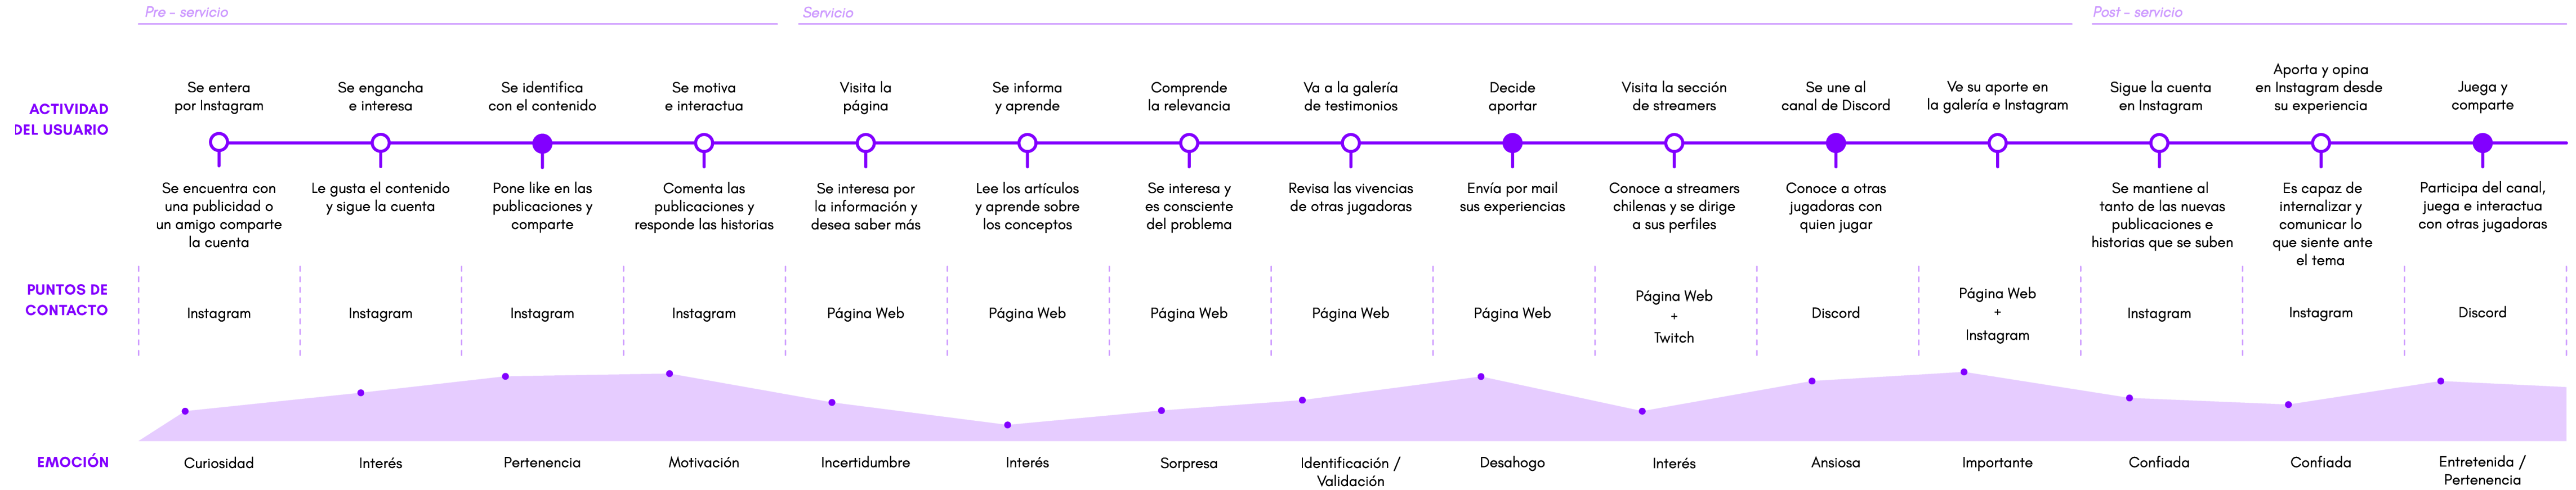 Pre - servicio
Servicio
Post - servicio
ACTIVIDAD
DEL USUARIO
Se entera
por Instagram
Se engancha
e interesa
Se identifica
con el contenido
Se motiva
e interactua
Visita la
página
Se informa
y aprende
Comprende
la relevancia
Va a la galería
de testimonios
Decide
aportar
Visita la sección
de streamers
Se une al
canal de Discord
Ve su aporte en
la galería e Instagram
Sigue la cuenta
en Instagram
Aporta y opina
en Instagram desde
su experiencia
Juega y
comparte
Se encuentra con
una publicidad o
un amigo comparte
la cuenta
Le gusta el contenido
y sigue la cuenta
Pone like en las
publicaciones y
comparte
Comenta las
publicaciones y
responde las historias
Se interesa por
la información y
desea saber más
Lee los artículos
y aprende sobre
los conceptos
Se interesa y
es consciente
del problema
Revisa las vivencias
de otras jugadoras
Envía por mail
sus experiencias
Conoce a streamers
chilenas y se dirige
a sus perfiles
Conoce a otras
jugadoras con
quien jugar
Se mantiene al
tanto de las nuevas
publicaciones e
historias que se suben
Es capaz de
internalizar y
comunicar lo
que siente ante
el tema
Participa del canal,
juega e interactua
con otras jugadoras
PUNTOS DE
CONTACTO
Instagram
Instagram
Instagram
Instagram
Página Web
Página Web
Página Web
Página Web
Página Web
Página Web
+
Twitch
Discord
Página Web
+
Instagram
Instagram
Instagram
Discord
EMOCIÓN
Curiosidad
Interés
Pertenencia
Motivación
Incertidumbre
Interés
Sorpresa
Identificación /
Validación
Desahogo
Interés
Ansiosa
Importante
Confiada
Confiada
Entretenida /
Pertenencia